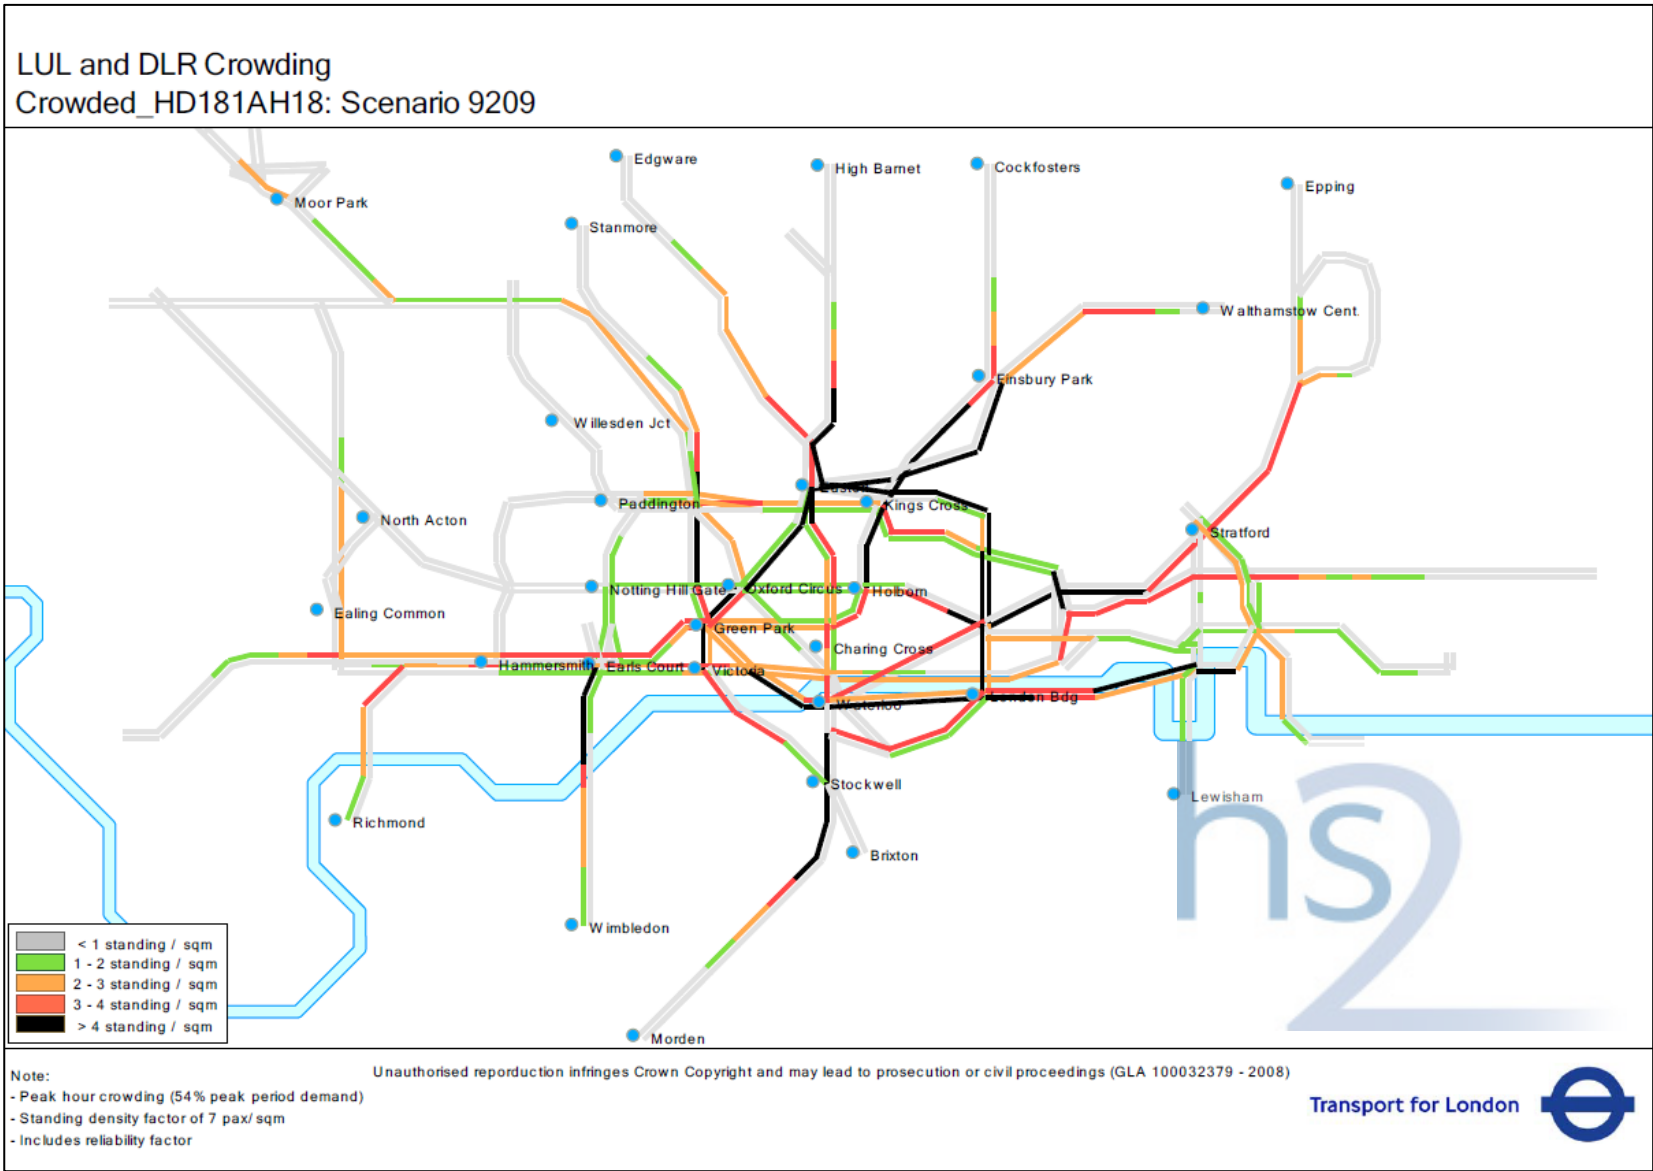 LUL and DLR Crowding
Crowded_HD181AH18: Scenario 9209
Edgware
High Barnet
Cockfosters
Epping
Moor Park
Stanmore
Walthamstow Cent.
Finsbury Park
Willesden Jct
Euston
Paddington
Kings Cross
North Acton
Stratford
Notting Hill Gate
Oxford Circus
Holborn
Ealing Common
Green Park
Charing Cross
Hammersmith
Earls Court
Victoria
Waterloo
London Bdg
Stockwell
Lewisham
Richmond
Brixton
hs2
Wimbledon
Morden
< 1 standing / sqm
1 - 2 standing / sqm
2 - 3 standing / sqm
3 - 4 standing / sqm
> 4 standing / sqm
Note:
- Peak hour crowding (54% peak period demand)
- Standing density factor of 7 pax/sqm
- Includes reliability factor
Unauthorised reporduction infringes Crown Copyright and may lead to prosecution or civil proceedings (GLA 100032379 - 2008)
Transport for London